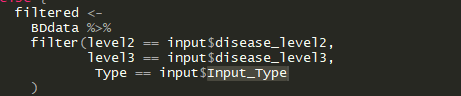 filtered <-
BDdata %>%
filter(level2 == input$disease_level2,
level3 == input$disease_level3,
Type == input$Input_Type
)